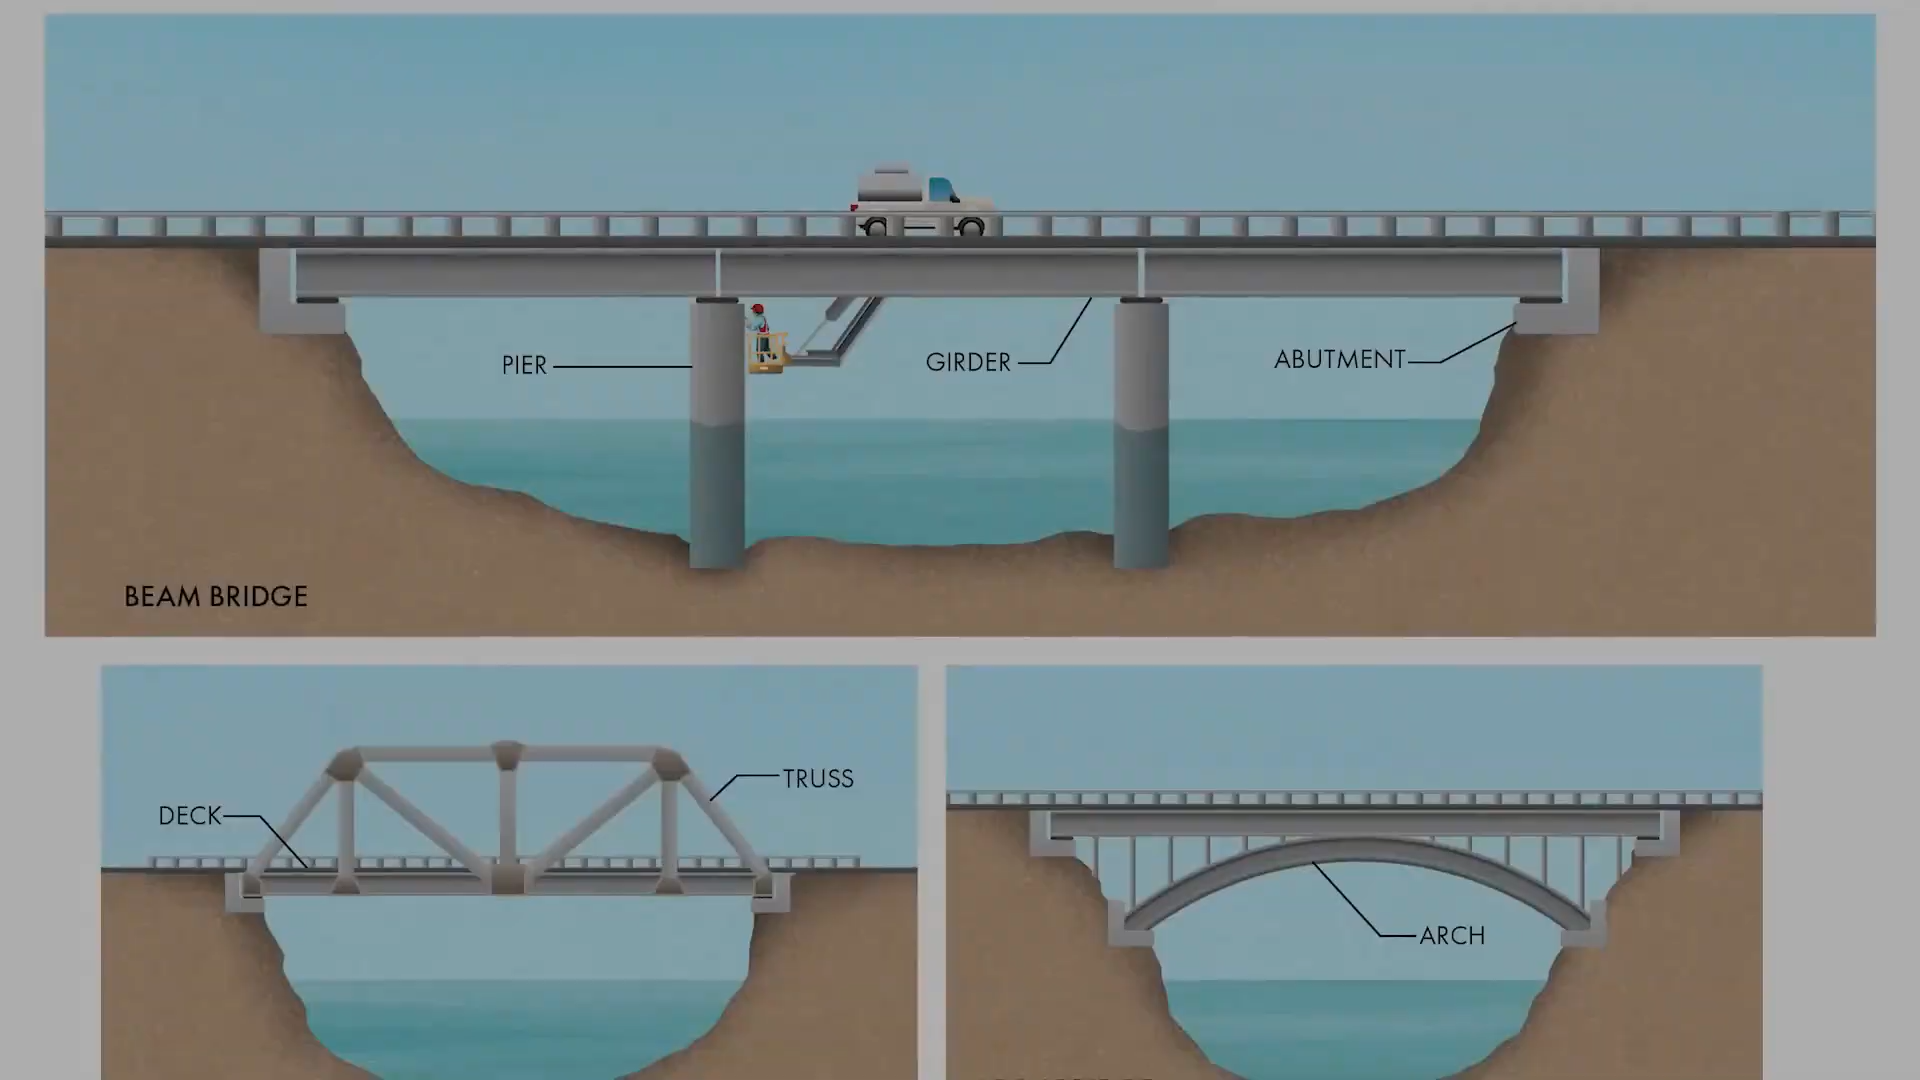 PIER
GIRDER
ABUTMENT
BEAM BRIDGE
DECK
TRUSS
ARCH